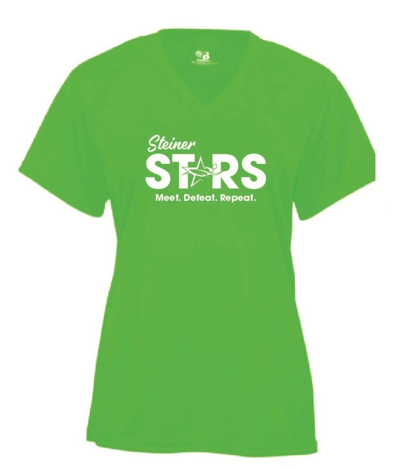 Steiner
STARS
Meet. Defeat. Repeat.